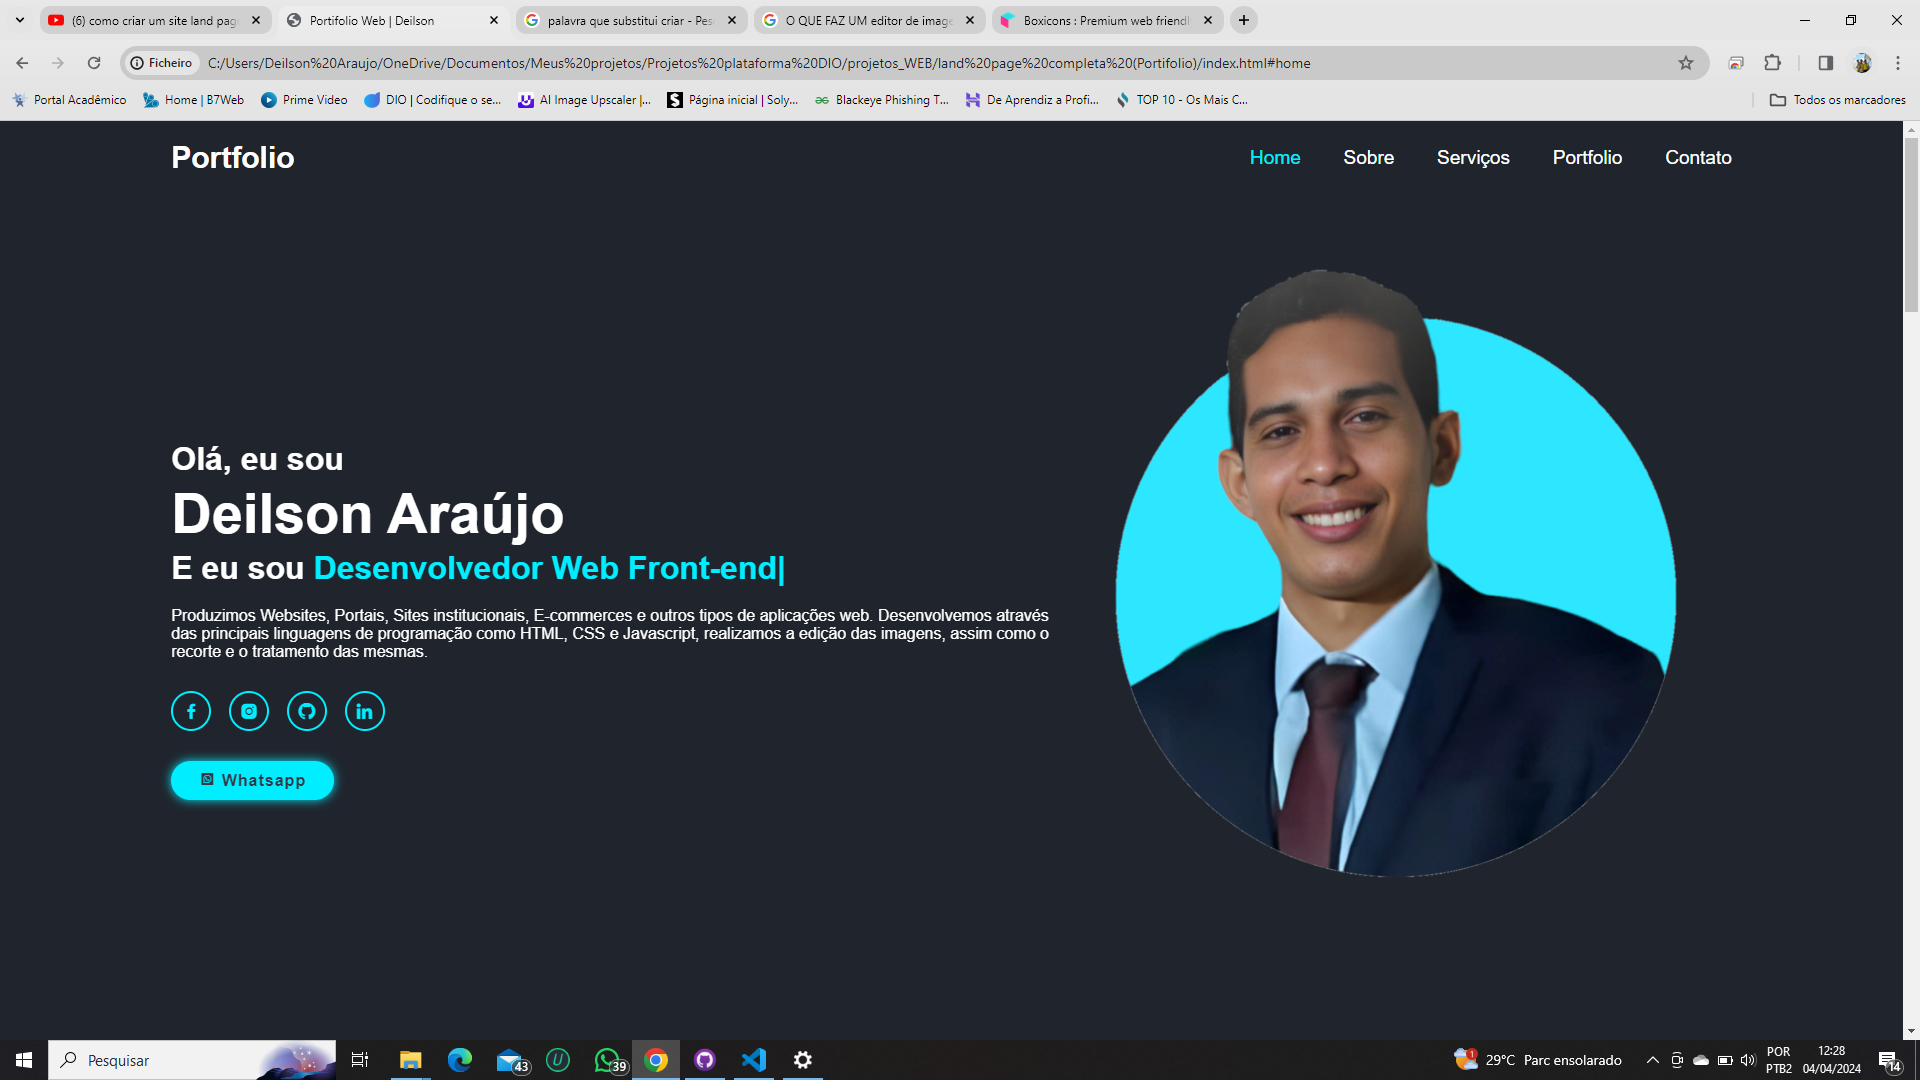 (6) como criar um site land page
Portifolio Web | Deilson
palavra que substitui criar - Pes
O QUE FAZ UM editor de image
Boxicons : Premium web friendl
Ficheiro
C:/Users/Deilson%20Araujo/OneDrive/Documentos/Meus%20projetos/Projetos%20plataforma%20DIO/projetos_WEB/land%20page%20completa%20(Portifolio)/index.html#home
Portal Acadêmico
Home | B7Web
Prime Video
DIO | Codifique o se...
AI Image Upscaler |...
Página inicial | Soly...
Blackeye Phishing T...
De Aprendiz a Profi...
TOP 10 - Os Mais C...
Todos os marcadores
Portfolio
Home
Sobre
Serviços
Portfolio
Contato
Olá, eu sou
Deilson Araújo
E eu sou Desenvolvedor Web Front-end|
Produzimos Websites, Portais, Sites institucionais, E-commerces e outros tipos de aplicações web. Desenvolvemos através
das principais linguagens de programação como HTML, CSS e Javascript, realizamos a edição das imagens, assim como o
recorte e o tratamento das mesmas.
Whatsapp
Pesquisar
43
39
1
29°C Parc ensolarado
POR
PTB2
12:28
04/04/2024
14